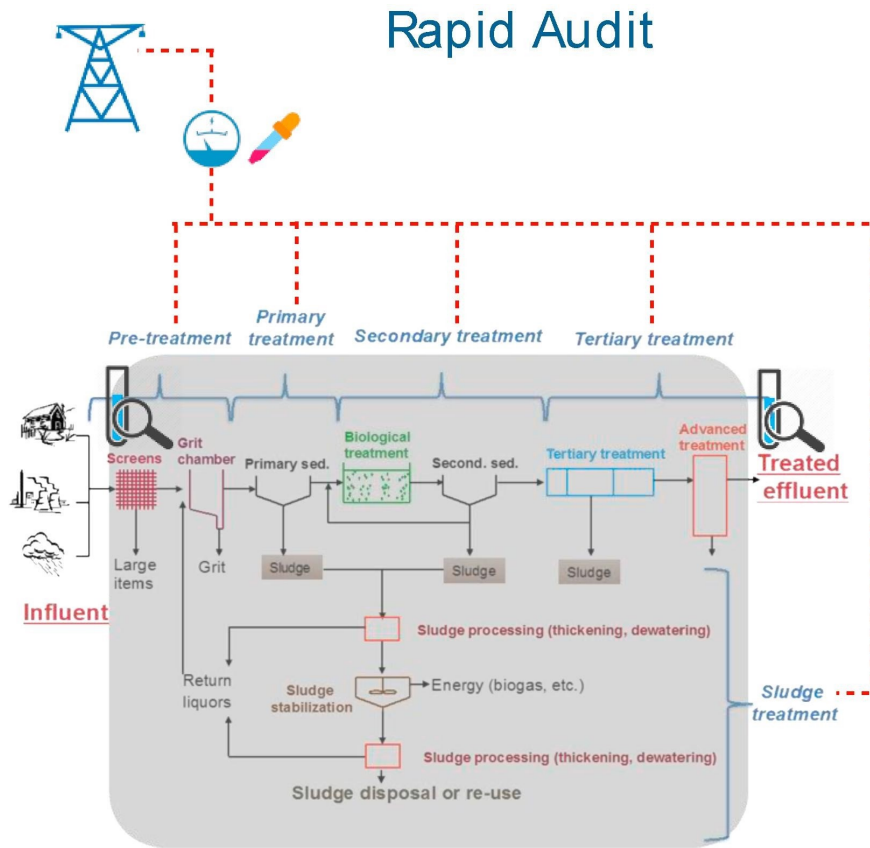 Rapid Audit
Pre-treatment
Primary
treatment
Secondary treatment
Tertiary treatment
Screens
Grit
chamber
Primary sed.
Biological
treatment
Second. sed.
Tertiary treatment
Advanced
treatment
Treated
effluent
Large
items
Grit
Sludge
Sludge
Sludge
Influent
Sludge processing (thickening, dewatering)
Return
liquors
Sludge
stabilization
Energy (biogas, etc.)
Sludge
treatment
Sludge processing (thickening, dewatering)
Sludge disposal or re-use